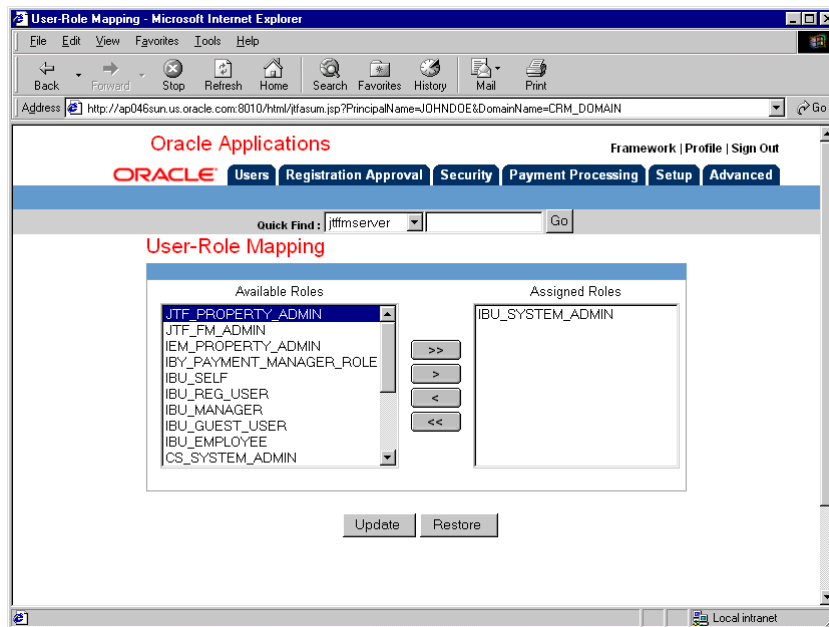 User-Role Mapping - Microsoft Internet Explorer
File Edit View Favorites Tools Help
Back Forward Stop Refresh Home Search Favorites History Mail Print
Address http://ap046sun.us.oracle.com:8010/html/jtfasum.jsp?PrincipalName=JOHNDOE&DomainName=CRM_DOMAIN Go
Oracle Applications
Framework | Profile | Sign Out
ORACLE Users Registration Approval Security Payment Processing Setup Advanced
Quick Find : jtffmserver Go
User-Role Mapping
Available Roles Assigned Roles
JTF_PROPERTY_ADMIN IBU_SYSTEM_ADMIN
JTF_FM_ADMIN
IEM_PROPERTY_ADMIN
IBY_PAYMENT_MANAGER_ROLE
IBU_SELF
IBU_REG_USER
IBU_MANAGER
IBU_GUEST_USER
IBU_EMPLOYEE
CS_SYSTEM_ADMIN
>>
>
<
<<
Update Restore
Local intranet